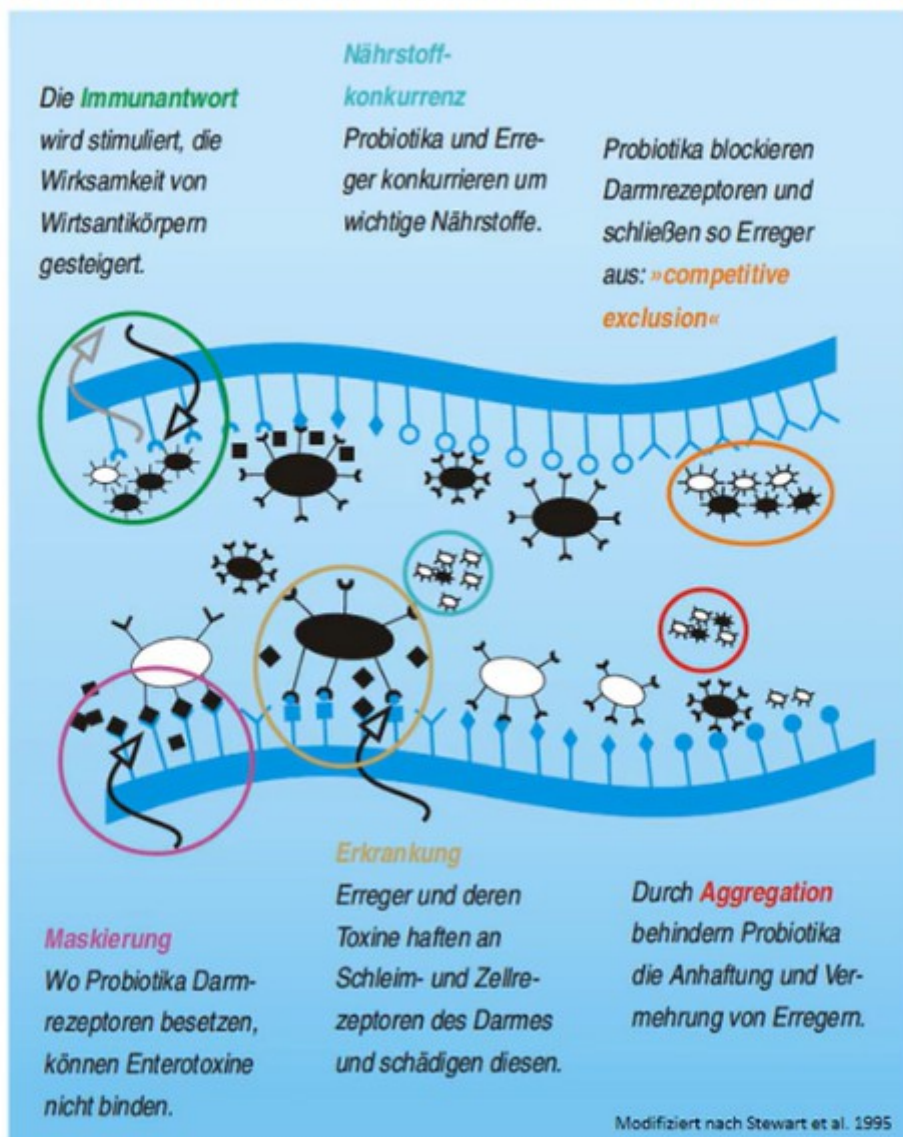 Die Immunantwort
wird stimuliert, die
Wirksamkeit von
Wirtsantikörpern
gesteigert.
Nährstoff-
konkurrenz
Probiotika und Erre-
ger konkurrieren um
wichtige Nährstoffe.
Probiotika blockieren
Darmrezeptoren und
schließen so Erreger
aus: »competitive
exclusion«
Maskierung
Wo Probiotika Darm-
rezeptoren besetzen,
können Enterotoxine
nicht binden.
Erkrankung
Erreger und deren
Toxine haften an
Schleim- und Zellre-
zeptoren des Darmes
und schädigen diesen.
Durch Aggregation
behindern Probiotika
die Anhaftung und Ver-
mehrung von Erregern.
Modifiziert nach Stewart et al. 1995